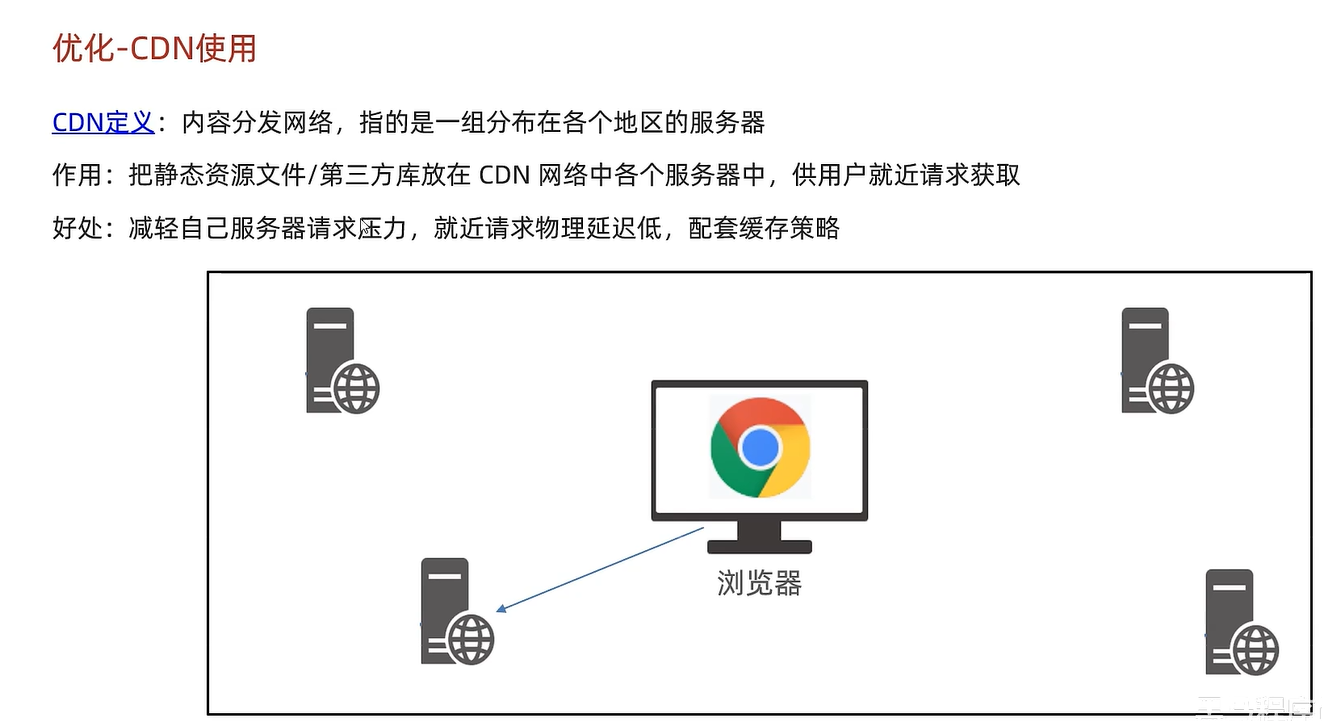 优化-CDN使用
CDN定义：内容分发网络，指的是一组分布在各个地区的服务器
作用：把静态资源文件/第三方库放在 CDN 网络中各个服务器中，供用户就近请求获取
好处：减轻自己服务器请求压力，就近请求物理延迟低，配套缓存策略
浏览器